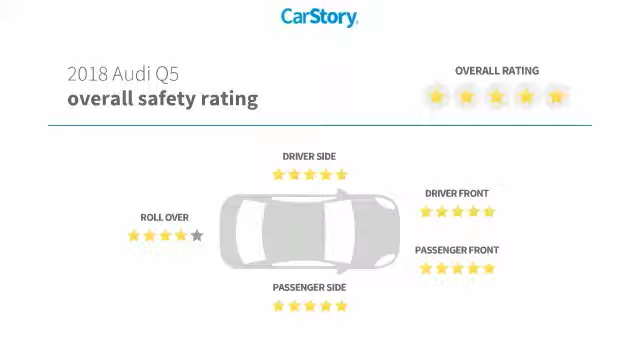 CarStory
2018 Audi Q5
overall safety rating
OVERALL RATING
DRIVER SIDE
DRIVER FRONT
ROLL OVER
PASSENGER FRONT
PASSENGER SIDE